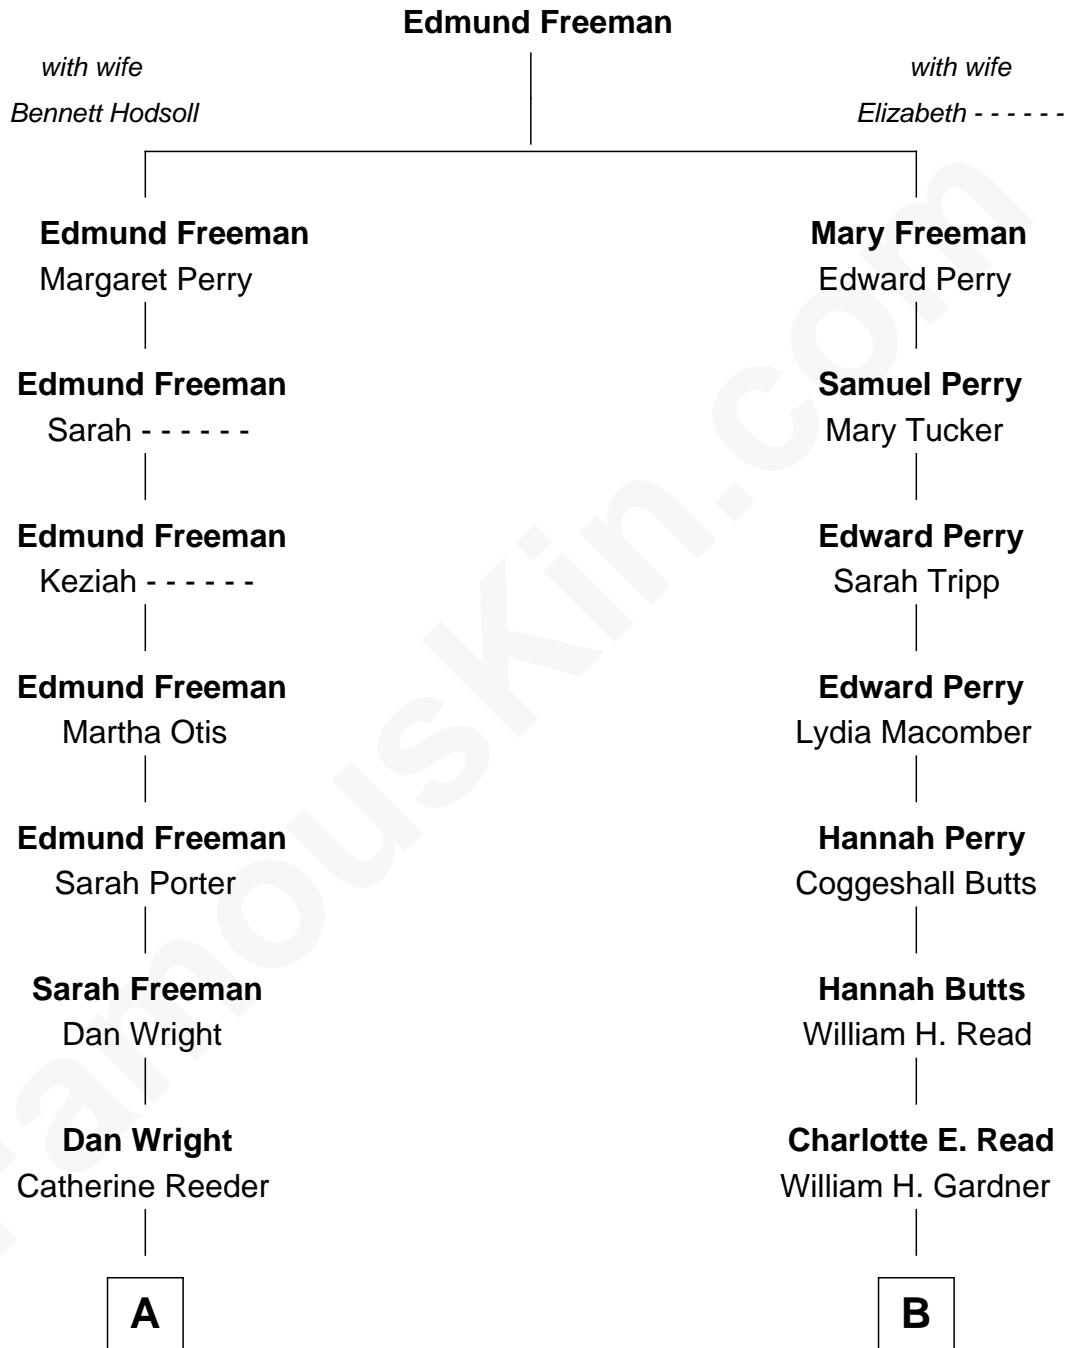 Edmund Freeman
with wife
Bennett Hodsoll
with wife
Elizabeth - - - - - -
Edmund Freeman
Margaret Perry
Mary Freeman
Edward Perry
Edmund Freeman
Sarah - - - - - -
Samuel Perry
Mary Tucker
Edmund Freeman
Keziah - - - - - -
Edward Perry
Sarah Tripp
Edmund Freeman
Martha Otis
Edward Perry
Lydia Macomber
Edmund Freeman
Sarah Porter
Hannah Perry
Coggeshall Butts
Sarah Freeman
Dan Wright
Hannah Butts
William H. Read
Dan Wright
Catherine Reeder
Charlotte E. Read
William H. Gardner
A
B
FamousKin.com